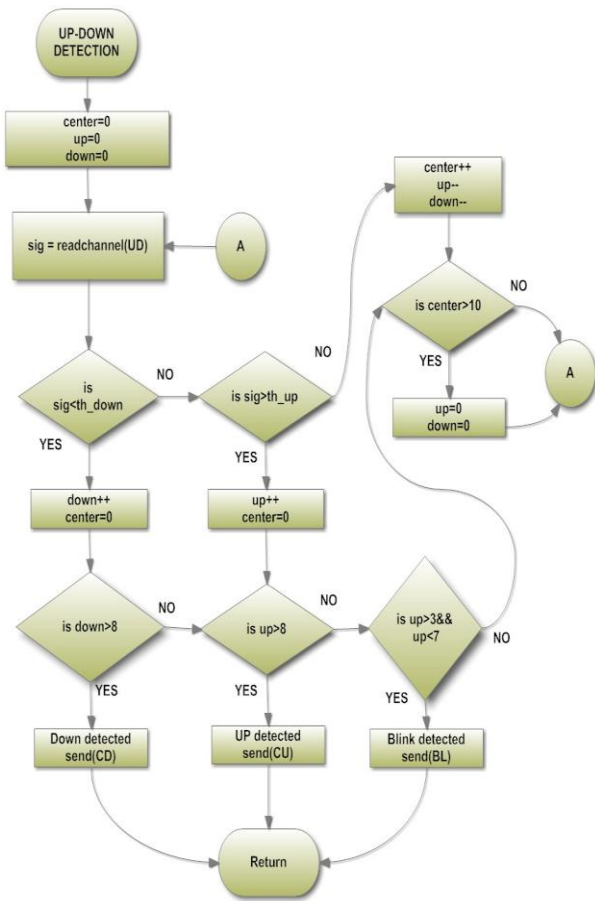 UP-DOWN
DETECTION
center=0
up=0
down=0
sig = readchannel(UD)
A
is
sig<th_down
NO
YES
is sig>th_up
NO
YES
center++
up--
down--
is center>10
NO
YES
A
up=0
down=0
down++
center=0
up++
center=0
is down>8
NO
YES
is up>8
NO
YES
is up>3&&
up<7
NO
YES
Down detected
send(CD)
UP detected
send(CU)
Blink detected
send(BL)
Return